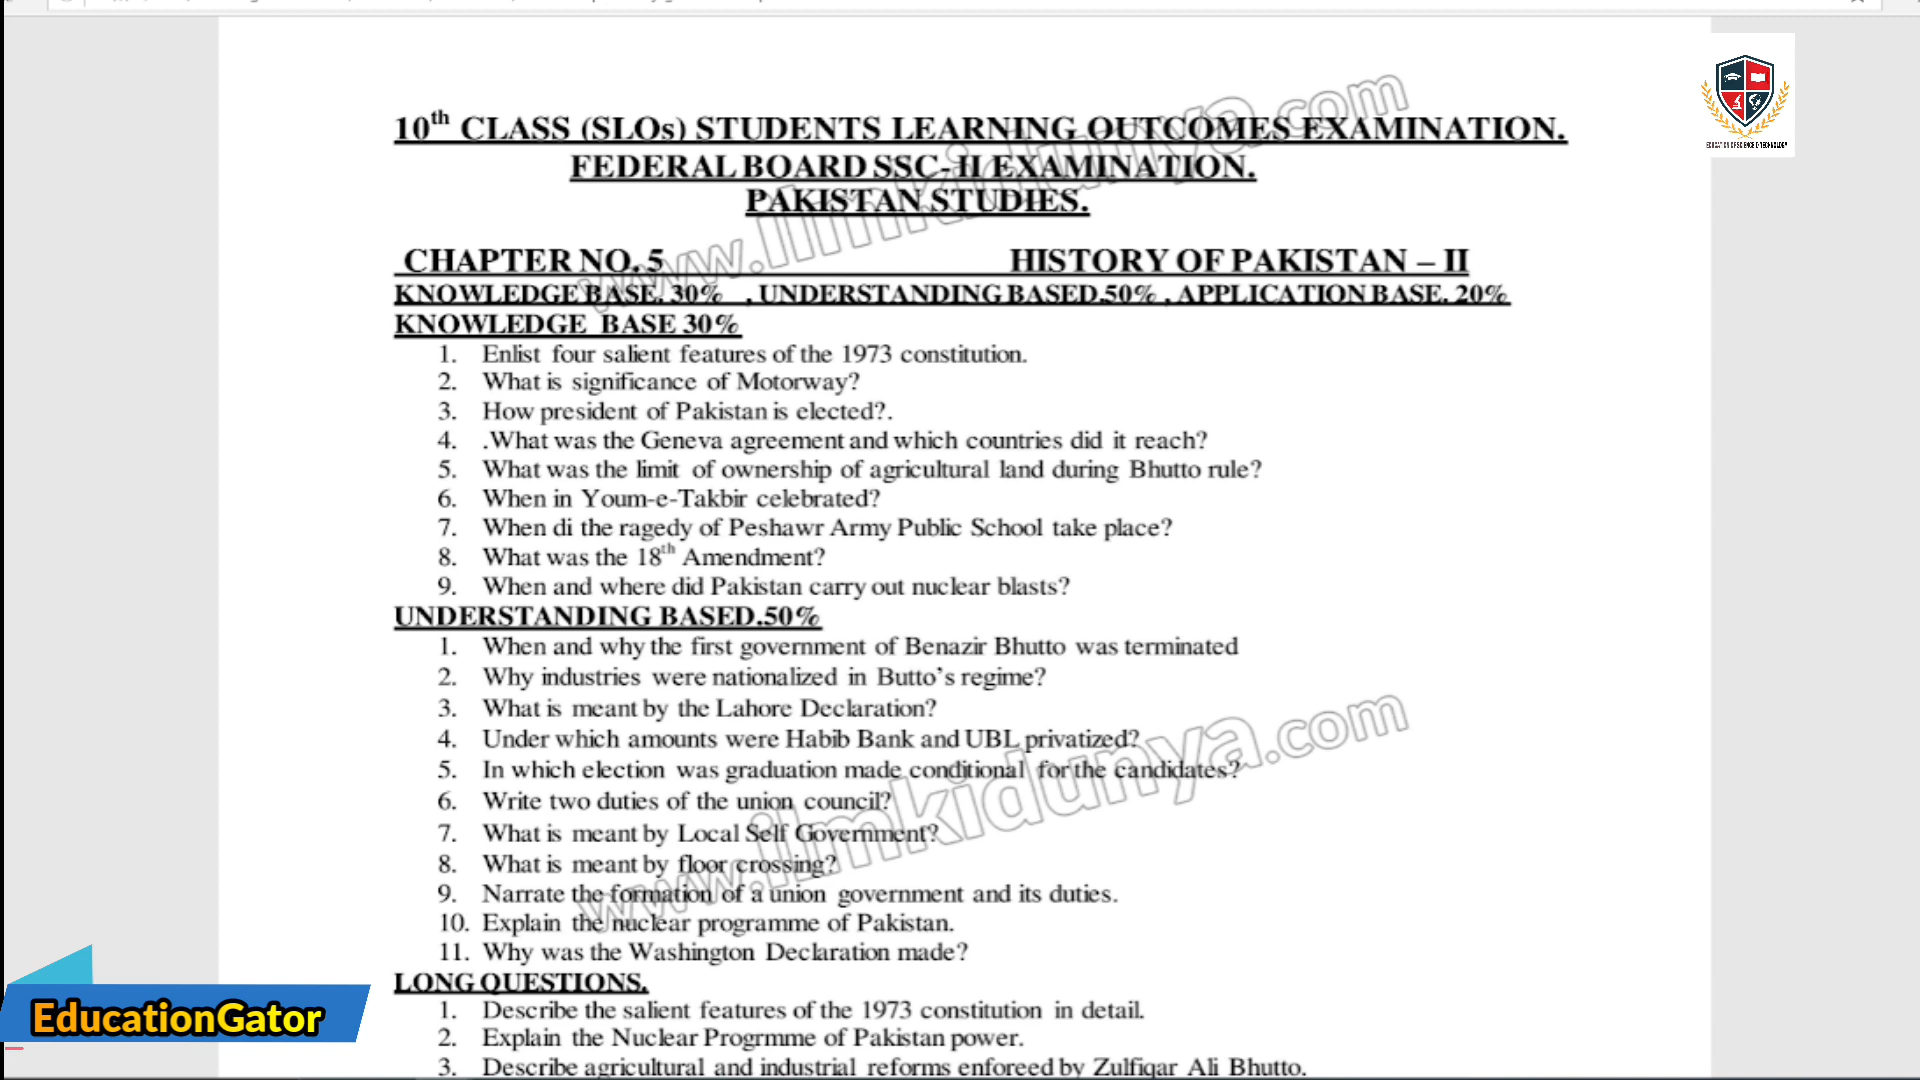 10th CLASS (SLOs) STUDENTS LEARNING OUTCOMES EXAMINATION.
FEDERAL BOARD SSC-II EXAMINATION.
PAKISTAN STUDIES.
CHAPTER NO. 5 HISTORY OF PAKISTAN – II
KNOWLEDGE BASE. 30% , UNDERSTANDING BASED.50% , APPLICATION BASE. 20%
KNOWLEDGE BASE 30%
1. Enlist four salient features of the 1973 constitution.
2. What is significance of Motorway?
3. How president of Pakistan is elected?.
4. .What was the Geneva agreement and which countries did it reach?
5. What was the limit of ownership of agricultural land during Bhutto rule?
6. When in Youm-e-Takbir celebrated?
7. When di the ragedy of Peshawr Army Public School take place?
8. What was the 18th Amendment?
9. When and where did Pakistan carry out nuclear blasts?
UNDERSTANDING BASED.50%
1. When and why the first government of Benazir Bhutto was terminated
2. Why industries were nationalized in Butto's regime?
3. What is meant by the Lahore Declaration?
4. Under which amounts were Habib Bank and UBL privatized?
5. In which election was graduation made conditional for the candidates?
6. Write two duties of the union council?
7. What is meant by Local Self Government?
8. What is meant by floor crossing?
9. Narrate the formation of a union government and its duties.
10. Explain the nuclear programme of Pakistan.
11. Why was the Washington Declaration made?
LONG QUESTIONS.
1. Describe the salient features of the 1973 constitution in detail.
2. Explain the Nuclear Progrmme of Pakistan power.
3. Describe agricultural and industrial reforms enforeed by Zulfiqar Ali Bhutto.
www.ilmkidunya.com
www.ilmkidunya.com
EDUCATION OF SCIENCE & TECHNOLOGY
EducationGator